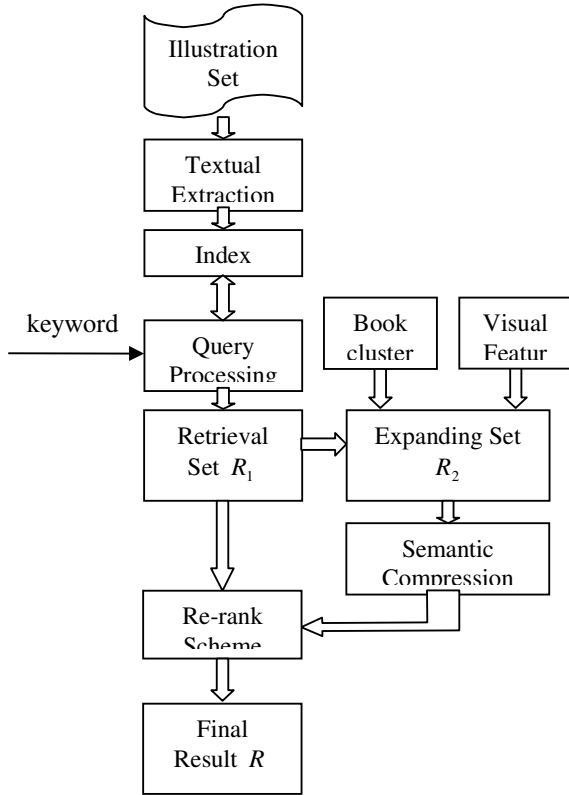 Illustration
Set
Textual
Extraction
Index
keyword
Query
Processing
Book
cluster
Visual
Featur
Retrieval
Set R₁
Expanding Set
R₂
Semantic
Compression
Re-rank
Scheme
Final
Result R